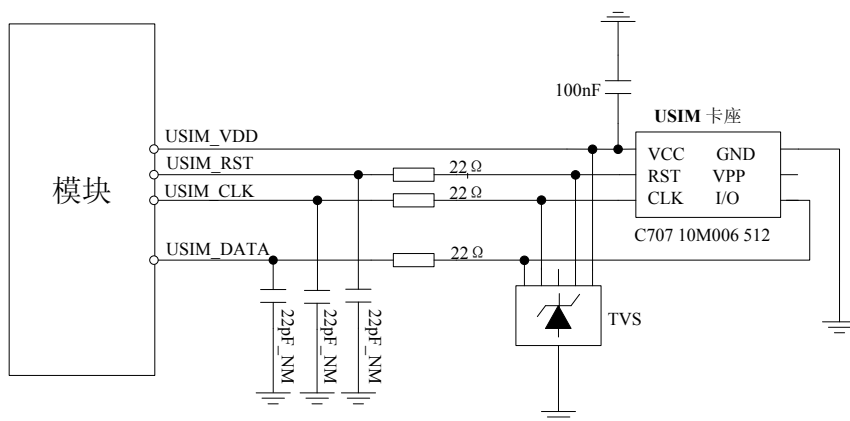 100nF
USIM 卡座
USIM_VDD
USIM_RST
USIM_CLK
USIM_DATA
模块
22Ω
22Ω
22Ω
VCC GND
RST VPP
CLK I/O
C707 10M006 512
TVS
22pF_NM
22pF_NM
22pF_NM